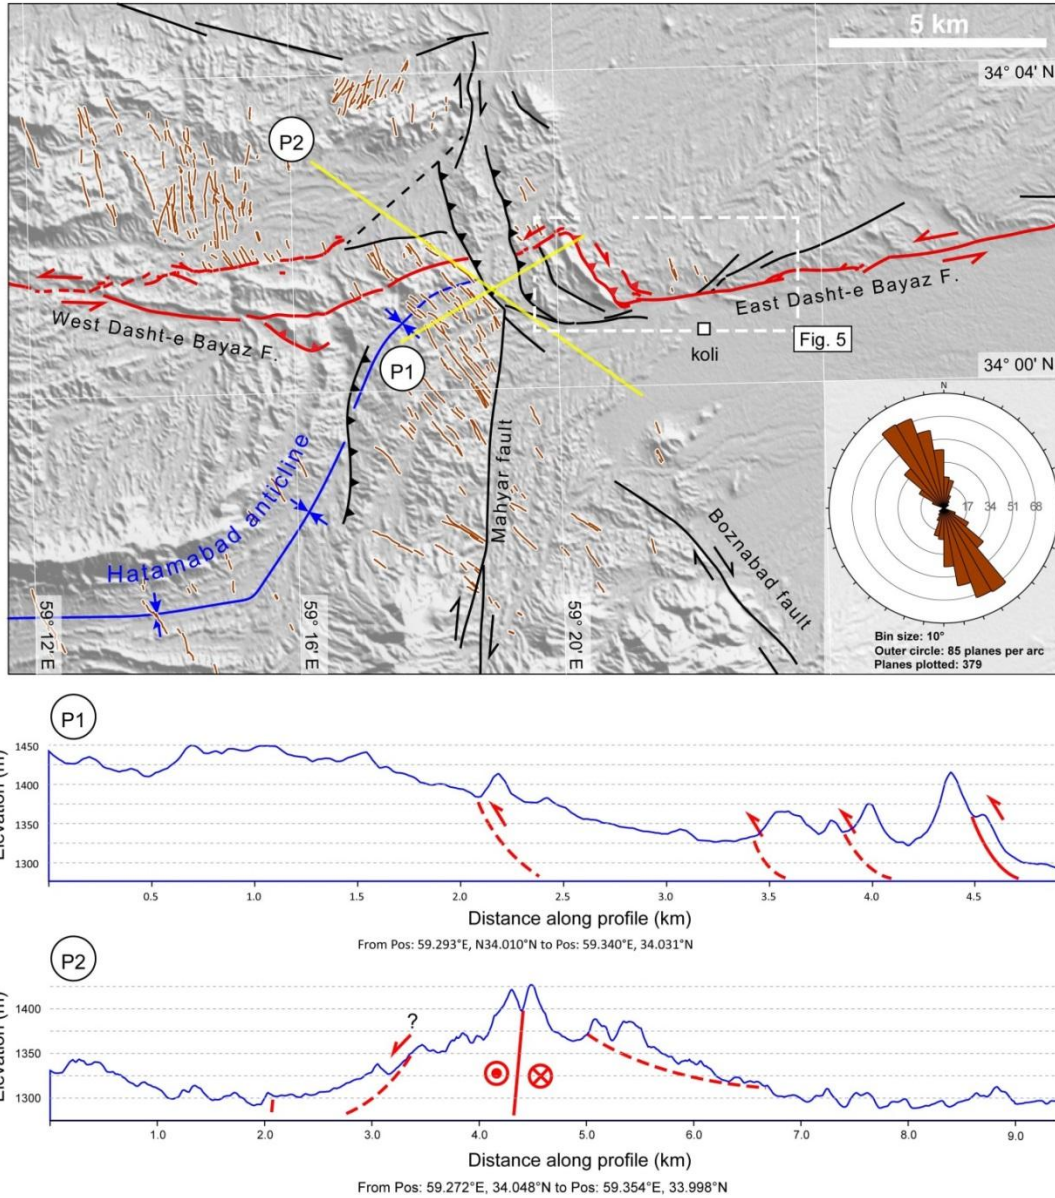 5 km
34° 04' N
P2
East Dasht-e Bayaz F.
West Dasht-e Bayaz F.
Fig. 5
koli
P1
34° 00' N
Mahyar fault
Hatamabad anticline
Boznabad fault
59° 12' E
59° 16' E
59° 20' E
N
17 34 51 68
Bin size: 10°
Outer circle: 85 planes per arc
Planes plotted: 379
P1
Elevation (m)
1450
1400
1350
1300
0.5 1.0 1.5 2.0 2.5 3.0 3.5 4.0 4.5
Distance along profile (km)
From Pos: 59.293°E, N34.010°N to Pos: 59.340°E, 34.031°N
P2
Elevation (m)
1400
1350
1300
?
1.0 2.0 3.0 4.0 5.0 6.0 7.0 8.0 9.0
Distance along profile (km)
From Pos: 59.272°E, 34.048°N to Pos: 59.354°E, 33.998°N